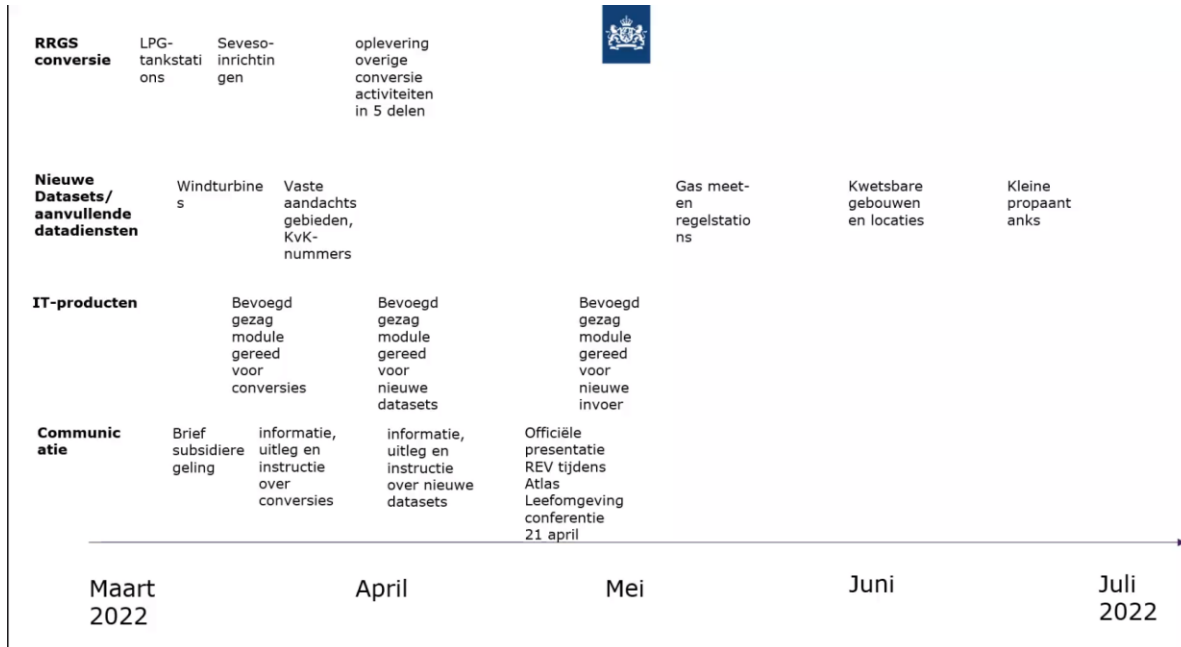 RRGS
conversie
LPG-
tankstati
ons
Seveso-
inrichtin
gen
oplevering
overige
conversie
activiteiten
in 5 delen
Nieuwe
Datasets/
aanvullende
datadiensten
Windturbine
s
Vaste
aandachts
gebieden,
KvK-
nummers
Gas meet-
en
regelstatio
ns
Kwetsbare
gebouwen
en locaties
Kleine
propaant
anks
IT-producten
Bevoegd
gezag
module
gereed
voor
conversies
Bevoegd
gezag
module
gereed
voor
nieuwe
datasets
Bevoegd
gezag
module
gereed
voor
nieuwe
invoer
Communic
atie
Brief
subsidiere
geling
informatie,
uitleg en
instructie
over
conversies
informatie,
uitleg en
instructie
over nieuwe
datasets
Officiële
presentatie
REV tijdens
Atlas
Leefomgeving
conferentie
21 april
Maart
2022
April
Mei
Juni
Juli
2022